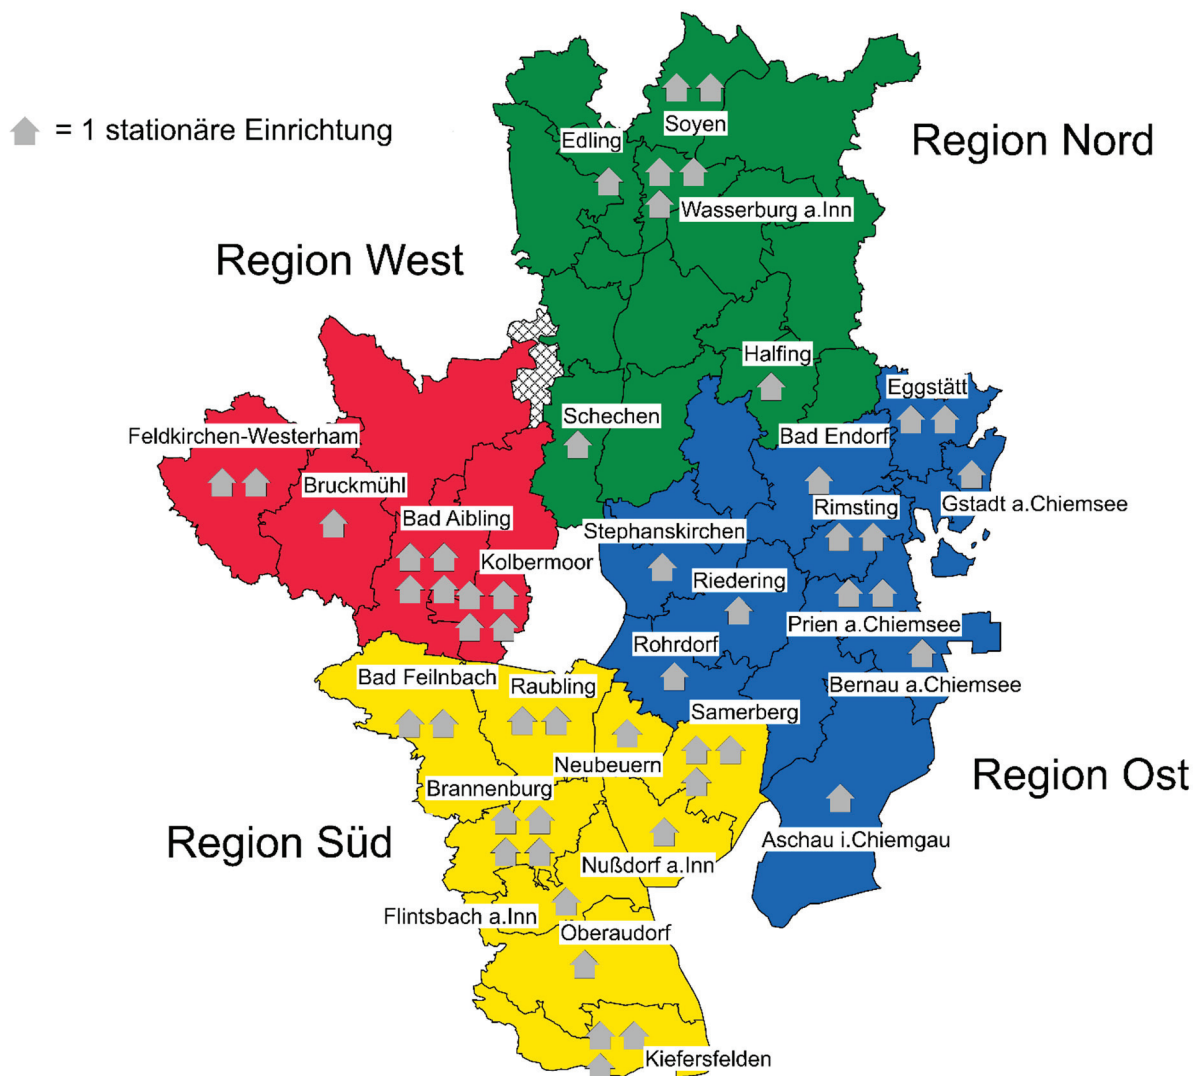 = 1 stationäre Einrichtung
Soyen
Edling
Region Nord
Wasserburg a.Inn
Region West
Halfing
Eggstätt
Schechen
Feldkirchen-Westerham
Bad Endorf
Bruckmühl
Gstadt a.Chiemsee
Rimsting
Bad Aibling
Stephanskirchen
Kolbermoor
Riedering
Prien a.Chiemsee
Rohrdorf
Bad Feilnbach
Raubling
Bernau a.Chiemsee
Samerberg
Neubeuern
Region Ost
Brannenburg
Region Süd
Aschau i.Chiemgau
Nußdorf a.Inn
Flintsbach a.Inn
Oberaudorf
Kiefersfelden